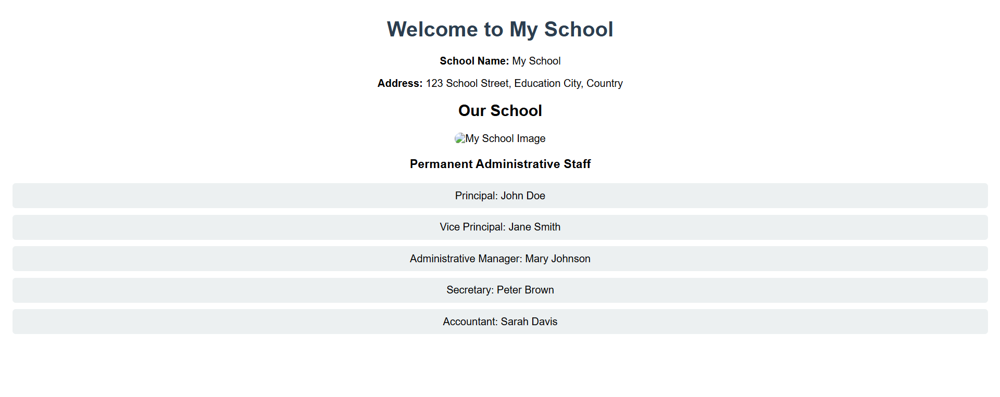 Welcome to My School
School Name: My School
Address: 123 School Street, Education City, Country
Our School
My School Image
Permanent Administrative Staff
Principal: John Doe
Vice Principal: Jane Smith
Administrative Manager: Mary Johnson
Secretary: Peter Brown
Accountant: Sarah Davis